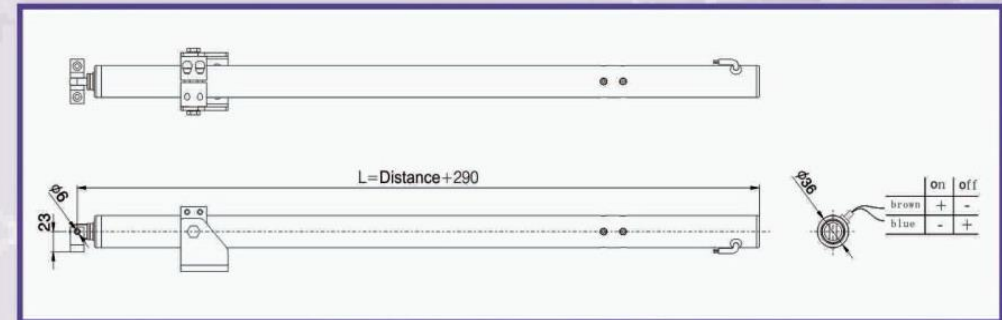 L=Distance+290
ø6
23
ø36
on off
brown + -
blue - +